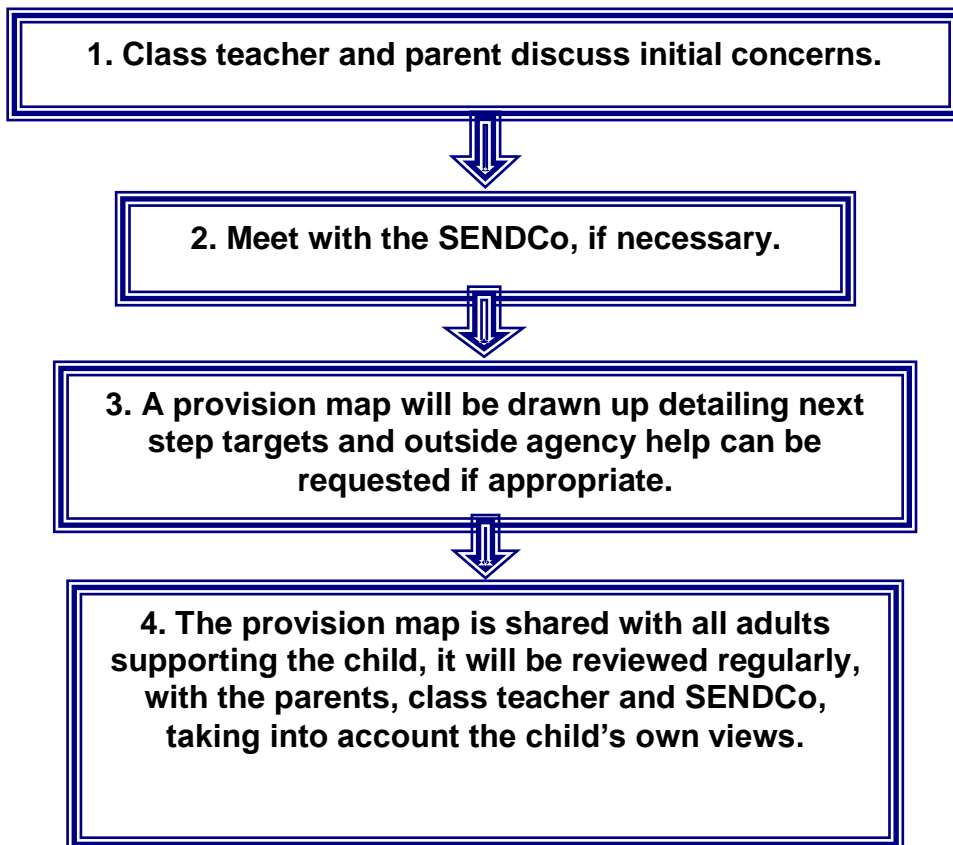 1. Class teacher and parent discuss initial concerns.
2. Meet with the SENDCo, if necessary.
3. A provision map will be drawn up detailing next
step targets and outside agency help can be
requested if appropriate.
4. The provision map is shared with all adults
supporting the child, it will be reviewed regularly,
with the parents, class teacher and SENDCo,
taking into account the child’s own views.